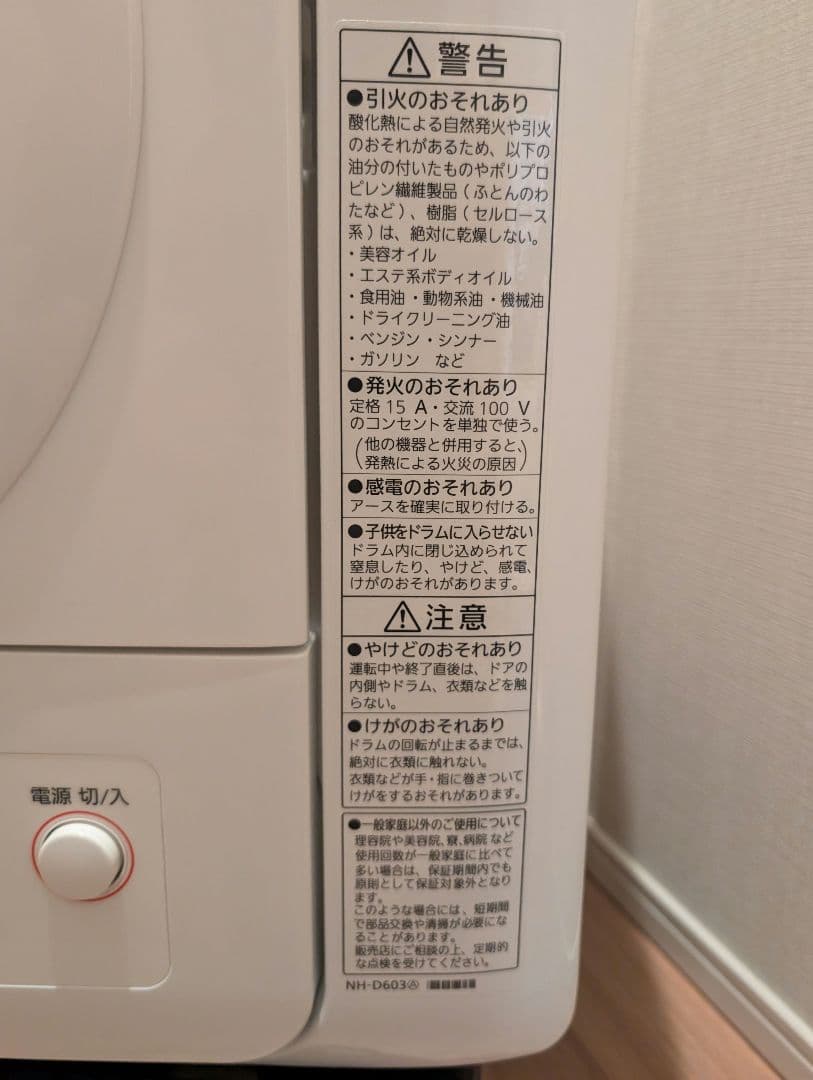 ⚠警告
●引火のおそれあり
酸化熱による自然発火や引火
のおそれがあるため、以下の
油分の付いたものやポリプロ
ピレン繊維製品（ふとんのわ
たなど）、樹脂（セルロース
系）は、絶対に乾燥しない。
・美容オイル
・エステ系ボディオイル
・食用油・動物系油・機械油
・ドライクリーニング油
・ベンジン・シンナー
・ガソリン など
●発火のおそれあり
定格 15 A・交流 100 V
のコンセントを単独で使う。
（他の機器と併用すると、
発熱による火災の原因）
●感電のおそれあり
アースを確実に取り付ける。
●子供をドラムに入らせない
ドラム内に閉じ込められて
窒息したり、やけど、感電、
けがのおそれがあります。
⚠注意
●やけどのおそれあり
運転中や終了直後は、ドアの
内側やドラム、衣類などを触
らない。
●けがのおそれあり
ドラムの回転が止まるまでは、
絶対に衣類に触れない。
衣類などが手・指に巻きついて
けがをするおそれがあります。
●一般家庭以外のご使用について
理容院や美容院、寮、病院 など
使用回数が一般家庭に比べて
多い場合は、保証期間内でも
原則として保証対象外となり
ます。
このような場合には、短期間
で部品交換や清掃が必要にな
ることがあります。
販売店にご相談の上、定期的
な点検を受けてください。
NH-D603Ⓐ
電源 切/入